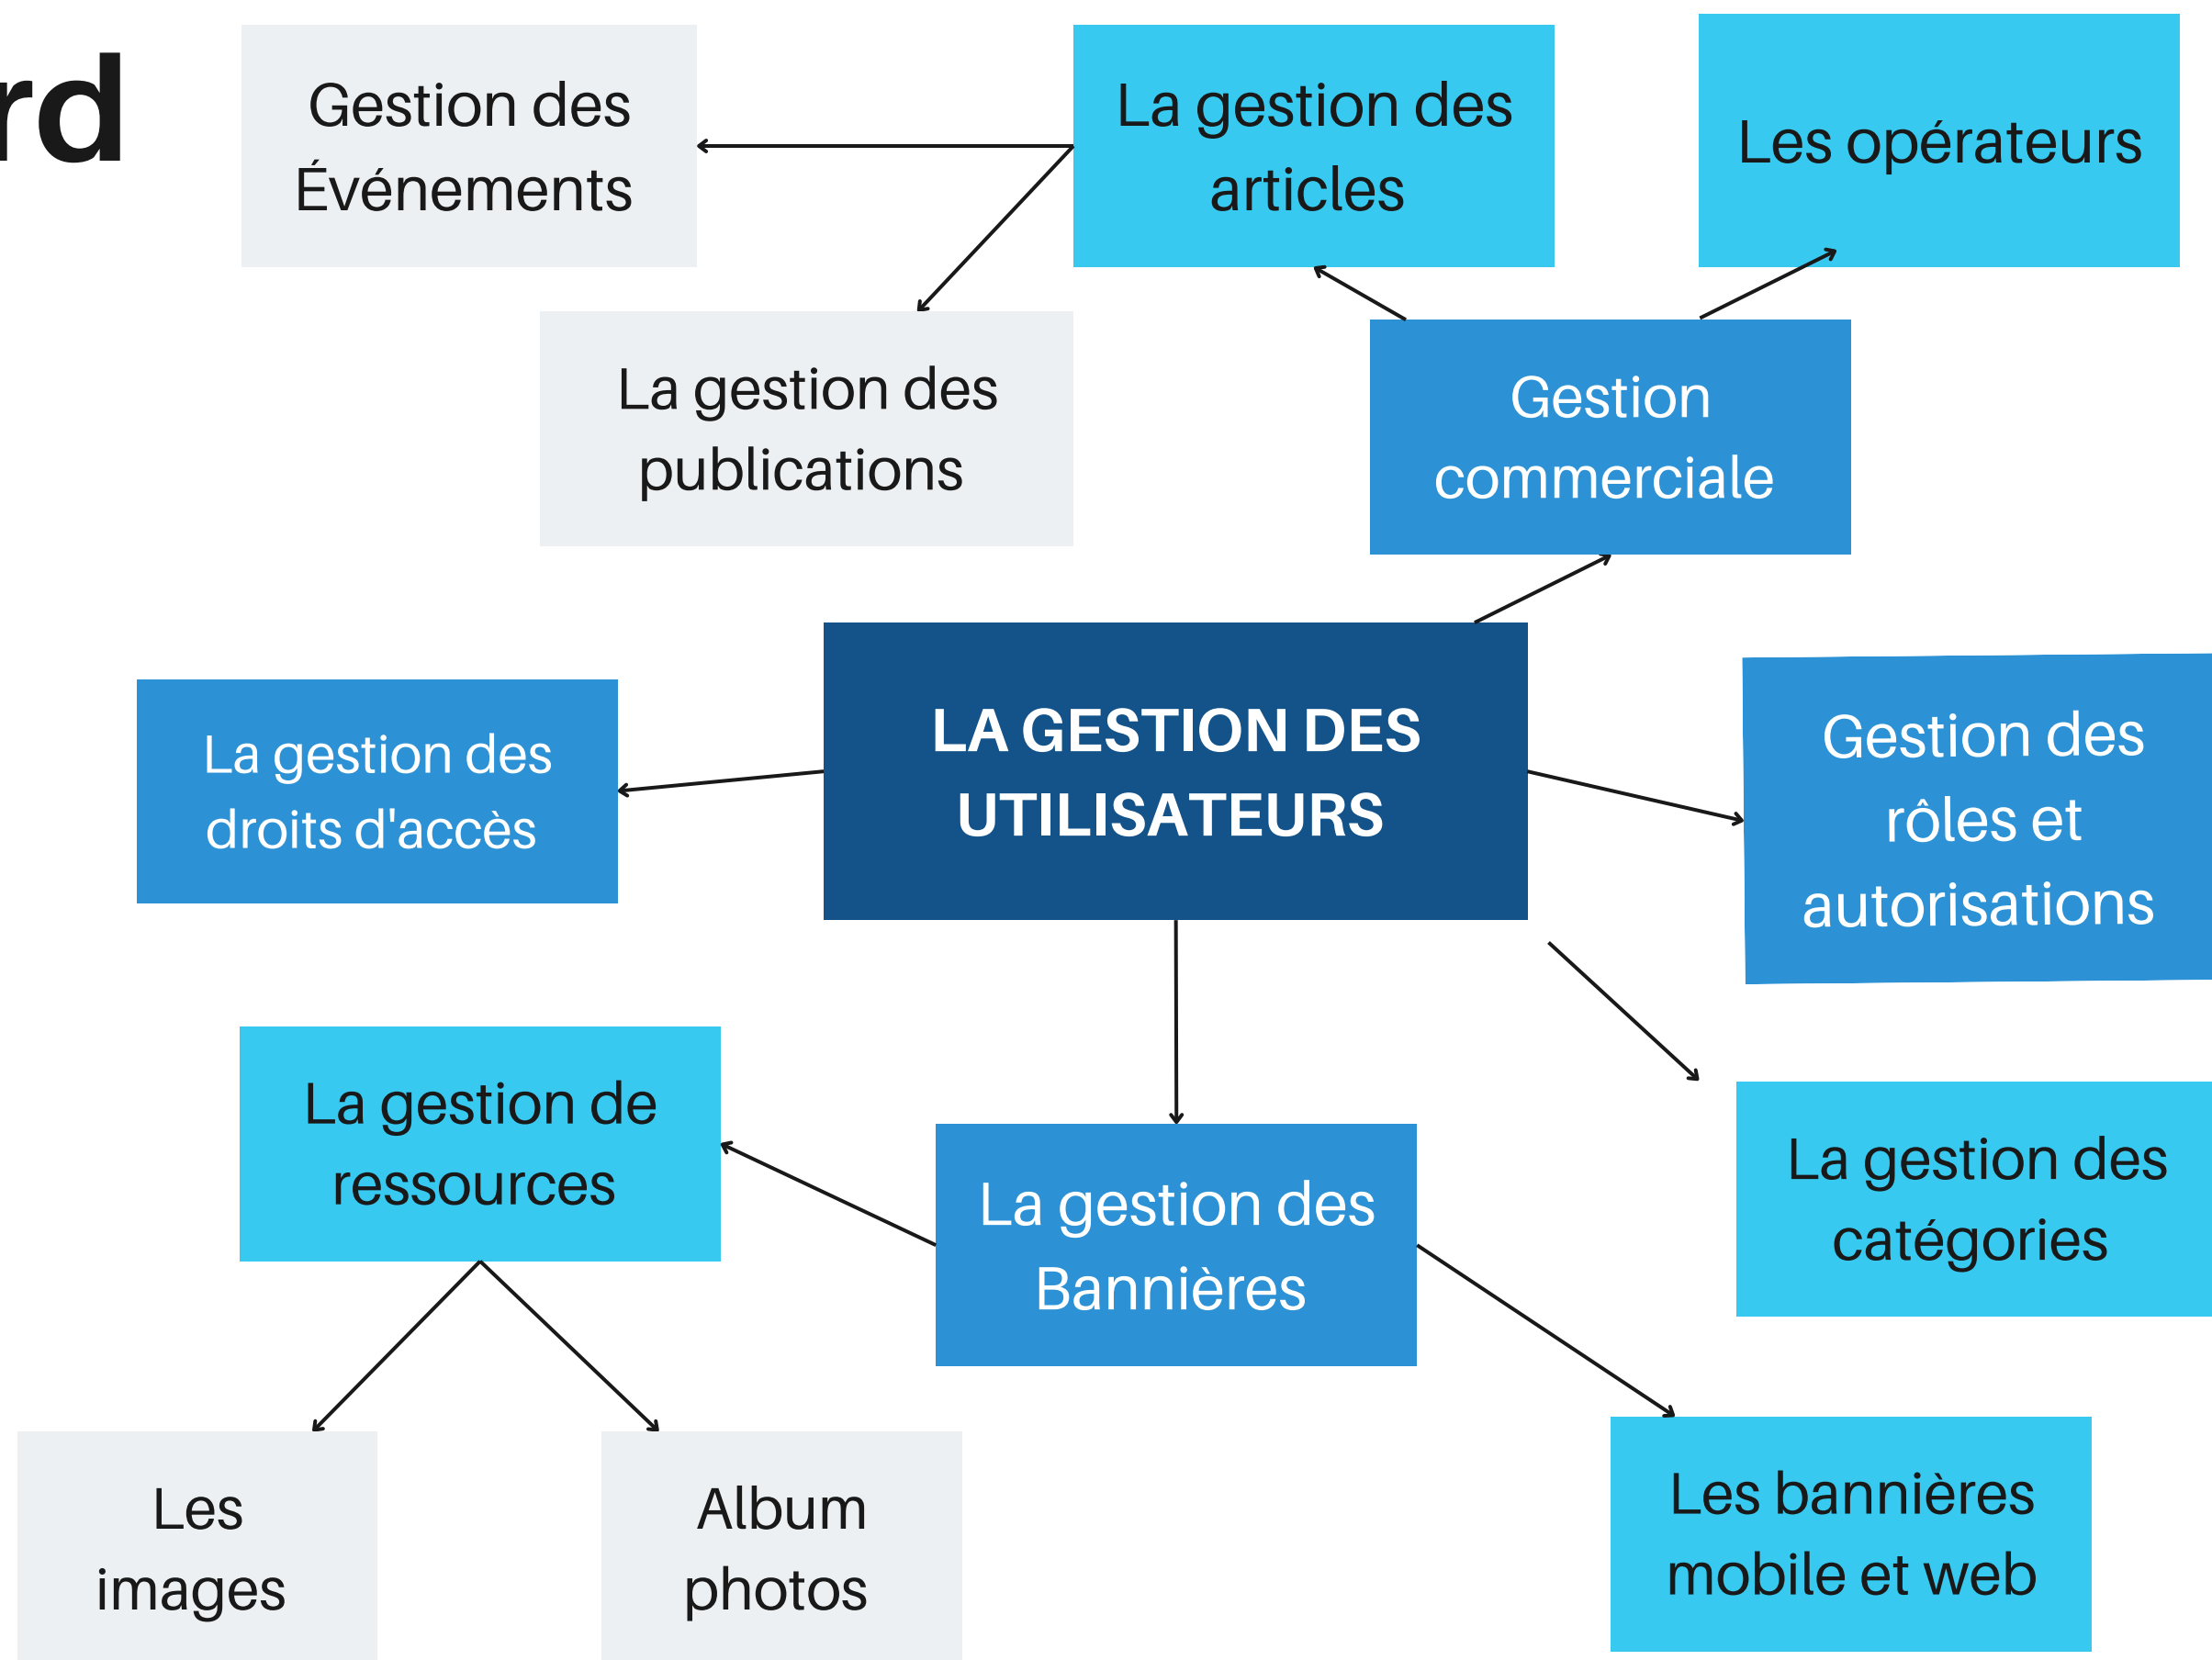 rd
Gestion des
Événements
La gestion des
articles
Les opérateurs
La gestion des
publications
Gestion
commerciale
LA GESTION DES
UTILISATEURS
La gestion des
droits d'accès
Gestion des
rôles et
autorisations
La gestion de
ressources
La gestion des
Bannières
La gestion des
catégories
Les
images
Album
photos
Les bannières
mobile et web